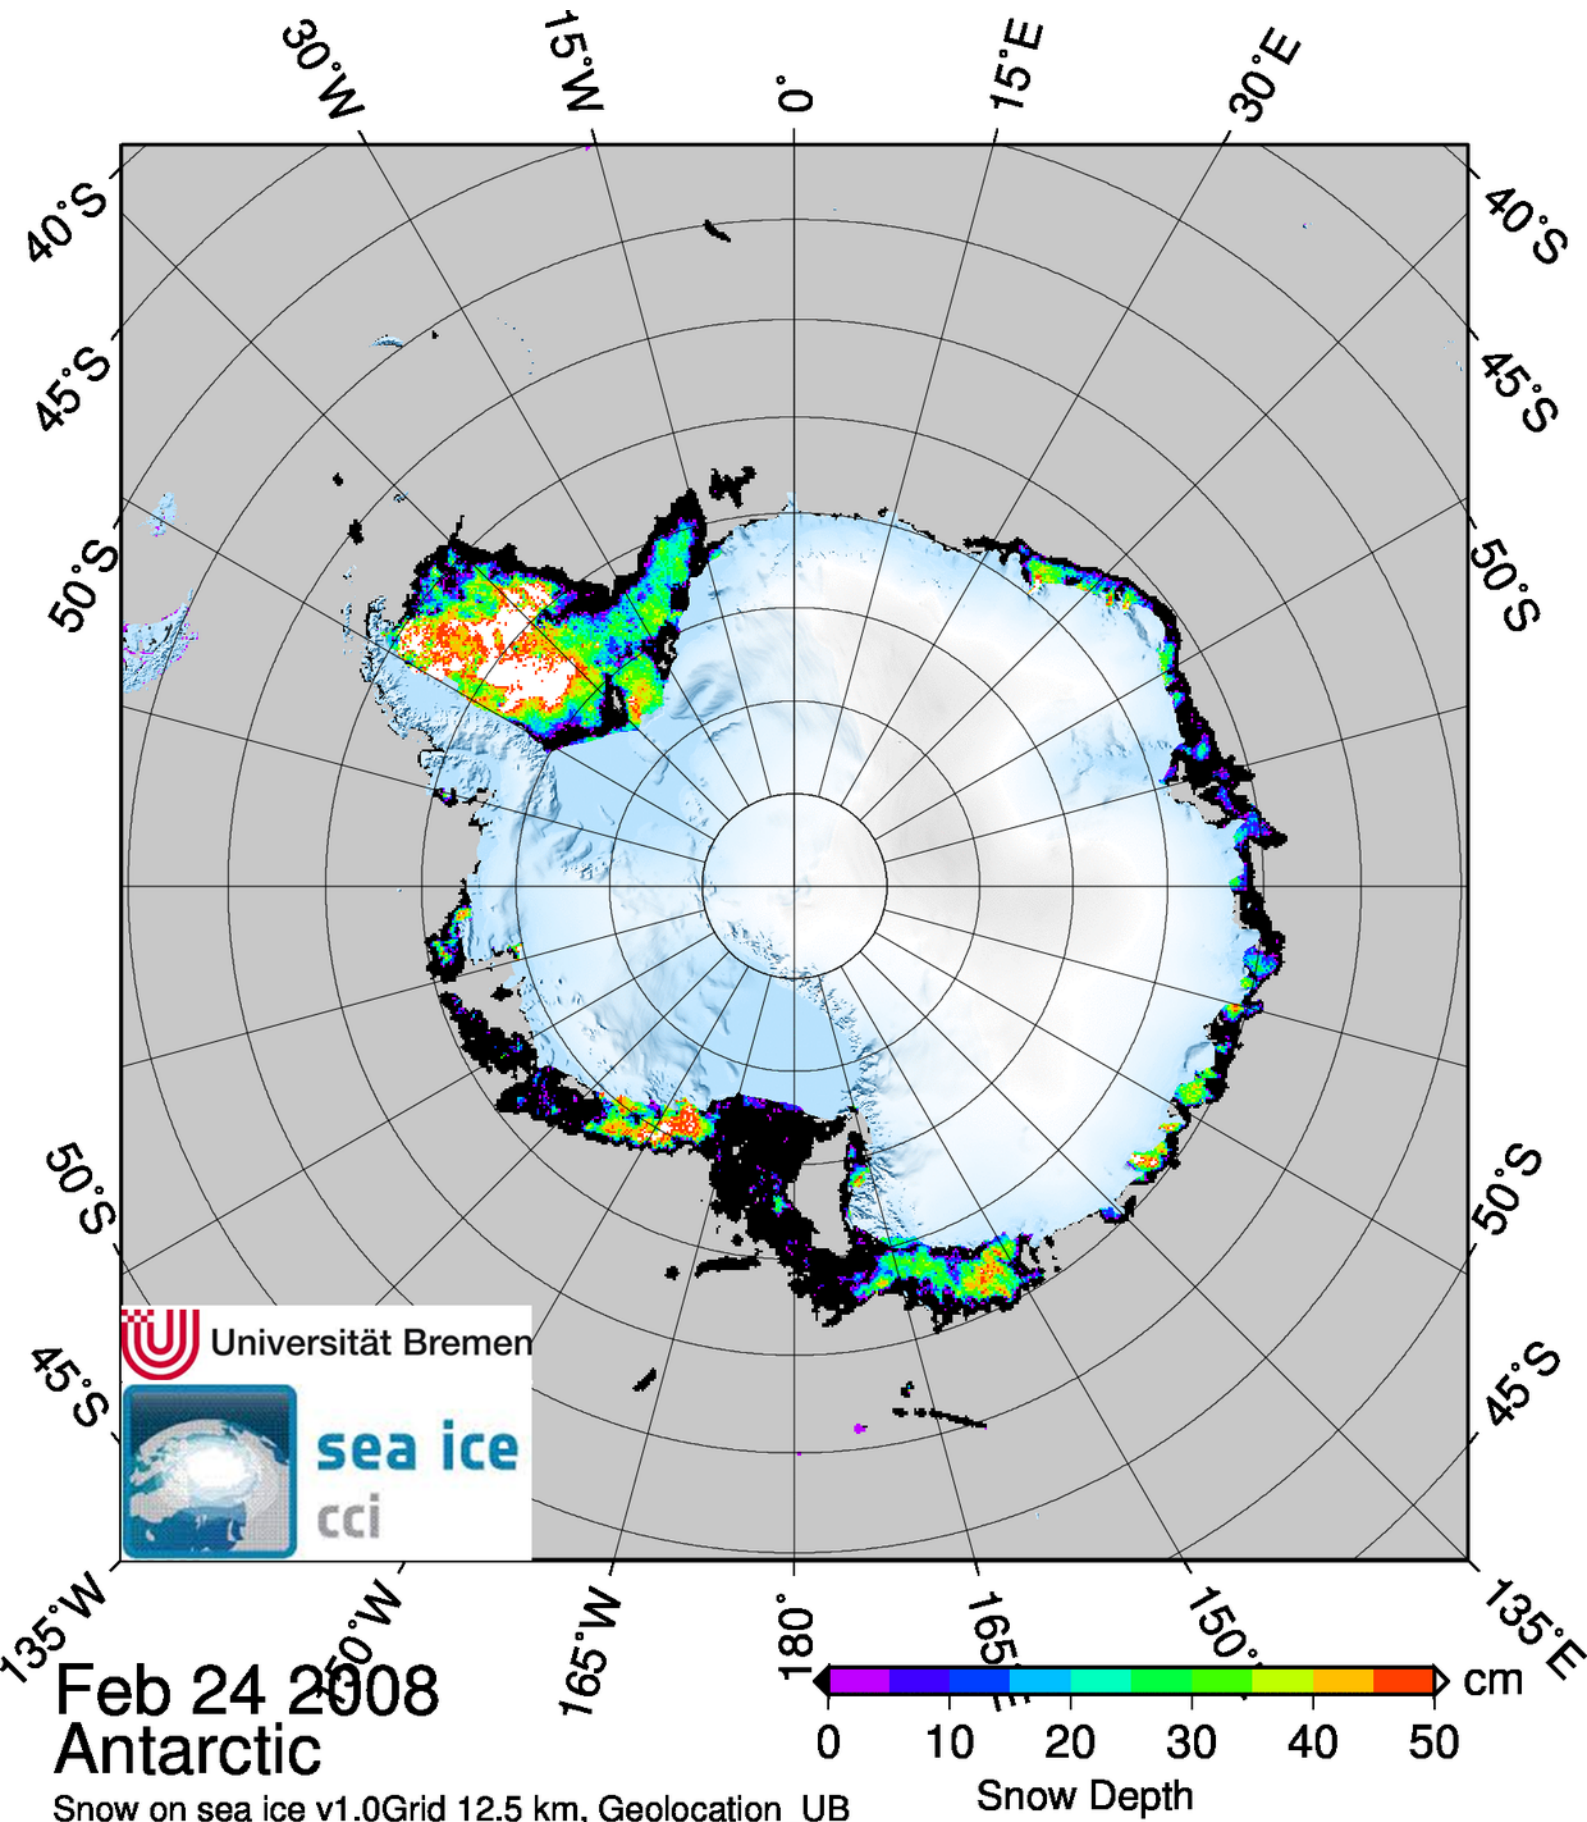 30°W 15°W 0° 15°E 30°E
40°S 40°S
45°S 45°S
50°S 50°S
50°S 50°S
45°S 45°S
Universität Bremen
sea ice
cci
135°W 150°W 165°W 180° 165°E 150° 135°E
Feb 24 2008
Antarctic
Snow on sea ice v1.0Grid 12.5 km, Geolocation UB
cm
0 10 20 30 40 50
Snow Depth